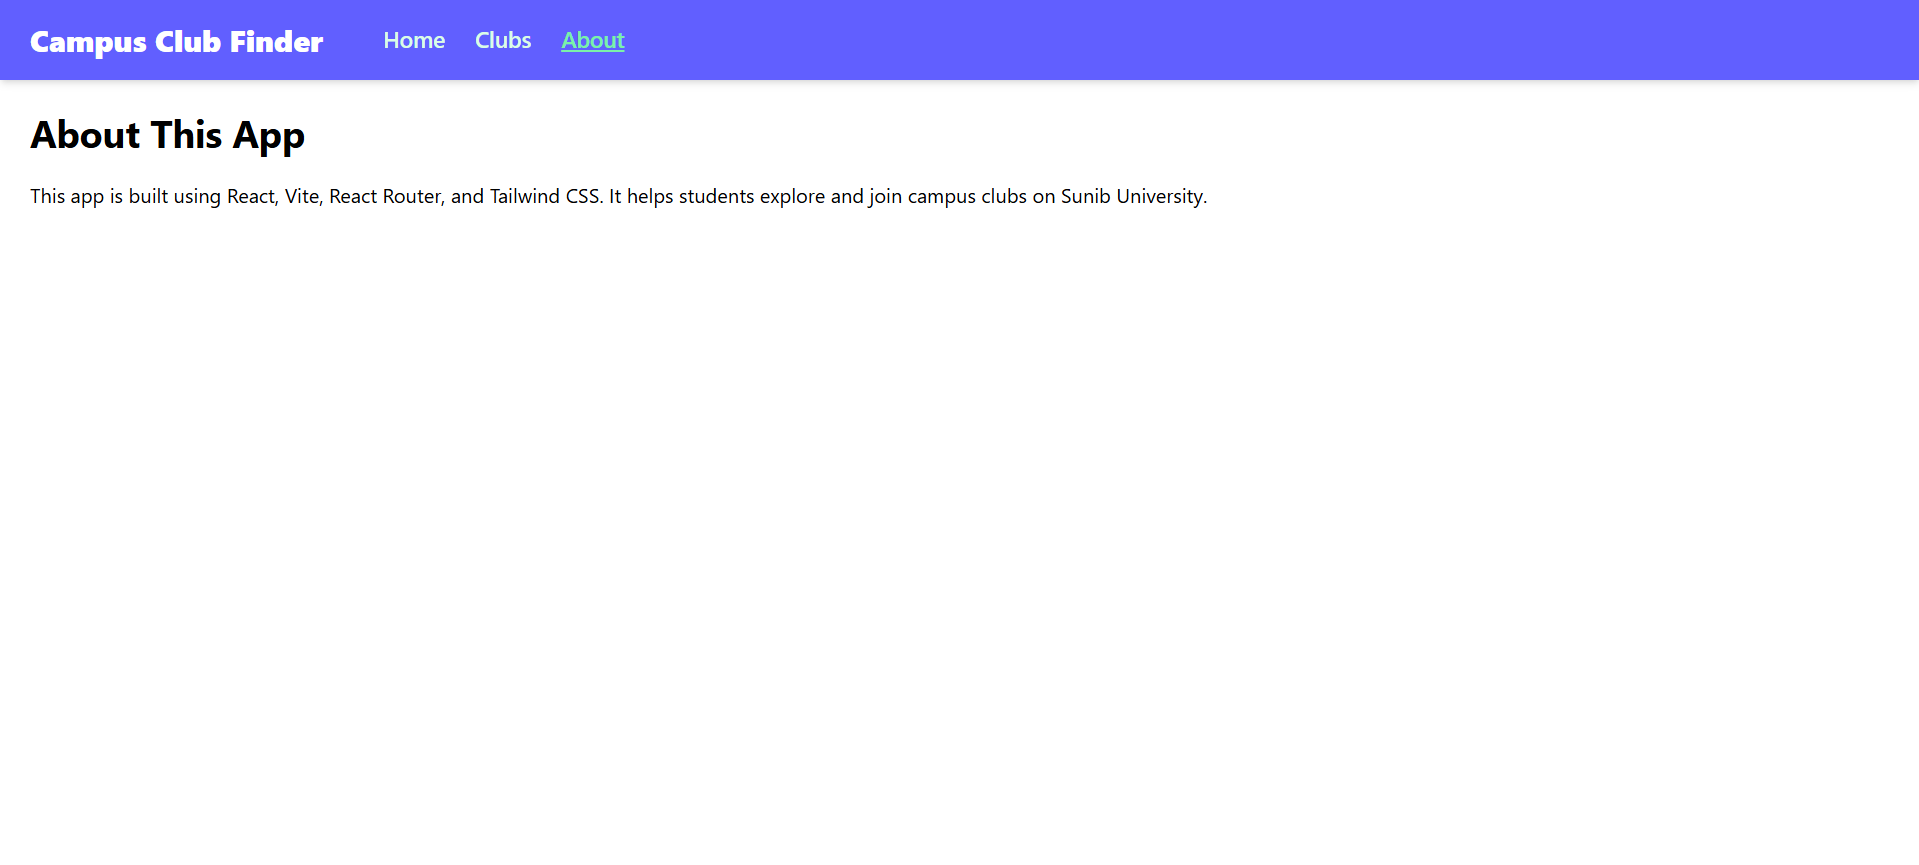 Campus Club Finder Home Clubs About
About This App
This app is built using React, Vite, React Router, and Tailwind CSS. It helps students explore and join campus clubs on Sunib University.